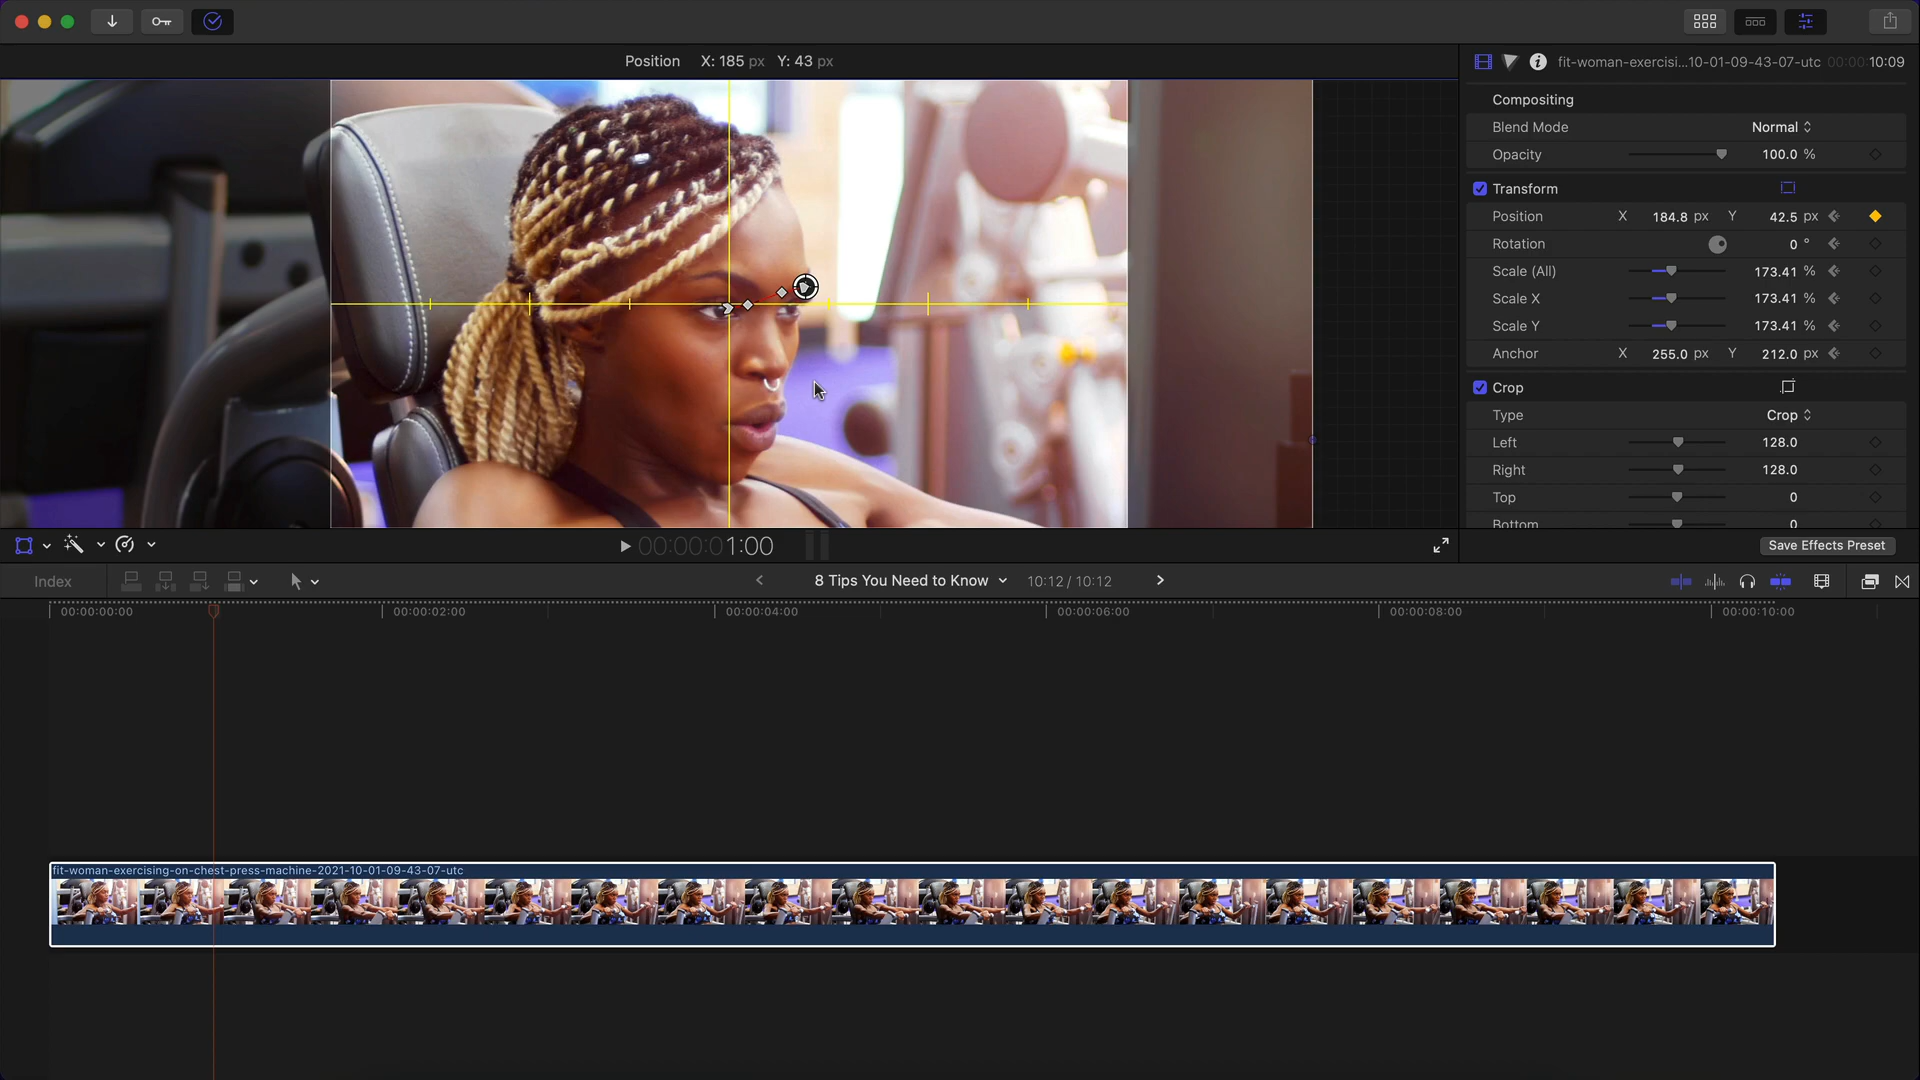 Position X: 185 px Y: 43 px
fit-woman-exercisi...10-01-09-43-07-utc 00:00:10:09
Compositing
Blend Mode Normal
Opacity 100.0 %
Transform
Position X 184.8 px Y 42.5 px
Rotation 0 °
Scale (All) 173.41 %
Scale X 173.41 %
Scale Y 173.41 %
Anchor X 255.0 px Y 212.0 px
Crop
Type Crop
Left 128.0
Right 128.0
Top 0
Bottom 0
00:00:01:00
Save Effects Preset
Index
8 Tips You Need to Know 10:12 / 10:12
00:00:00:00 00:00:02:00 00:00:04:00 00:00:06:00 00:00:08:00 00:00:10:00
fit-woman-exercising-on-chest-press-machine-2021-10-01-09-43-07-utc